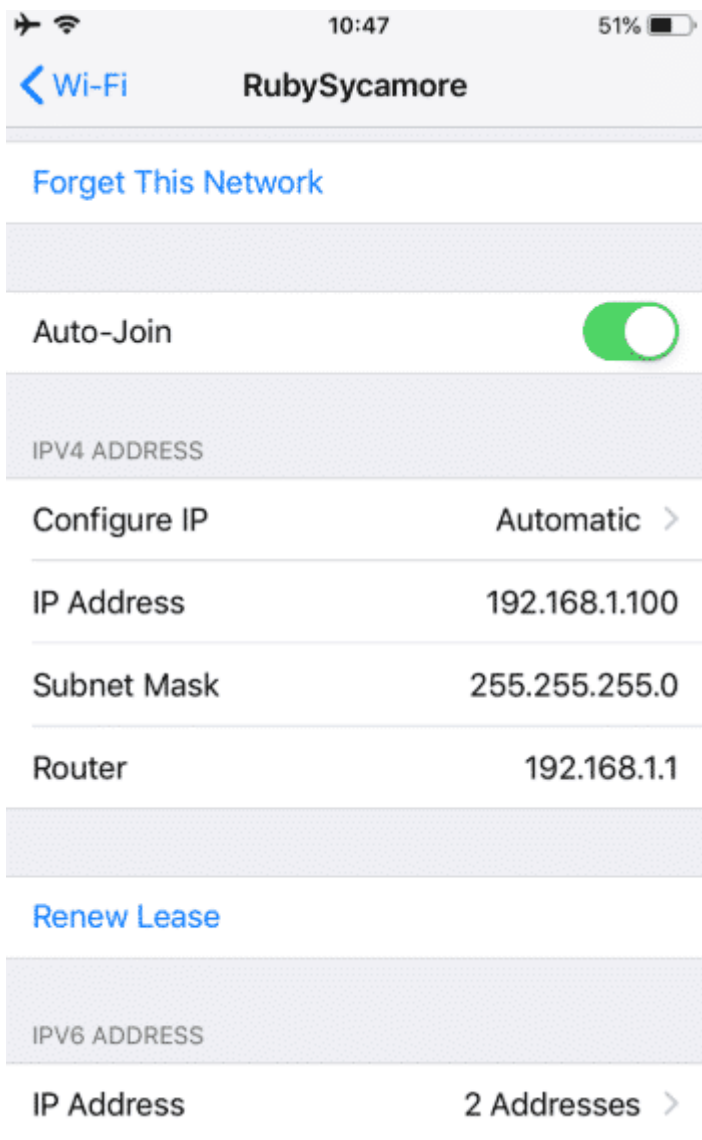 10:47 51%
Wi-Fi RubySycamore
Forget This Network
Auto-Join
IPV4 ADDRESS
Configure IP Automatic
IP Address 192.168.1.100
Subnet Mask 255.255.255.0
Router 192.168.1.1
Renew Lease
IPV6 ADDRESS
IP Address 2 Addresses